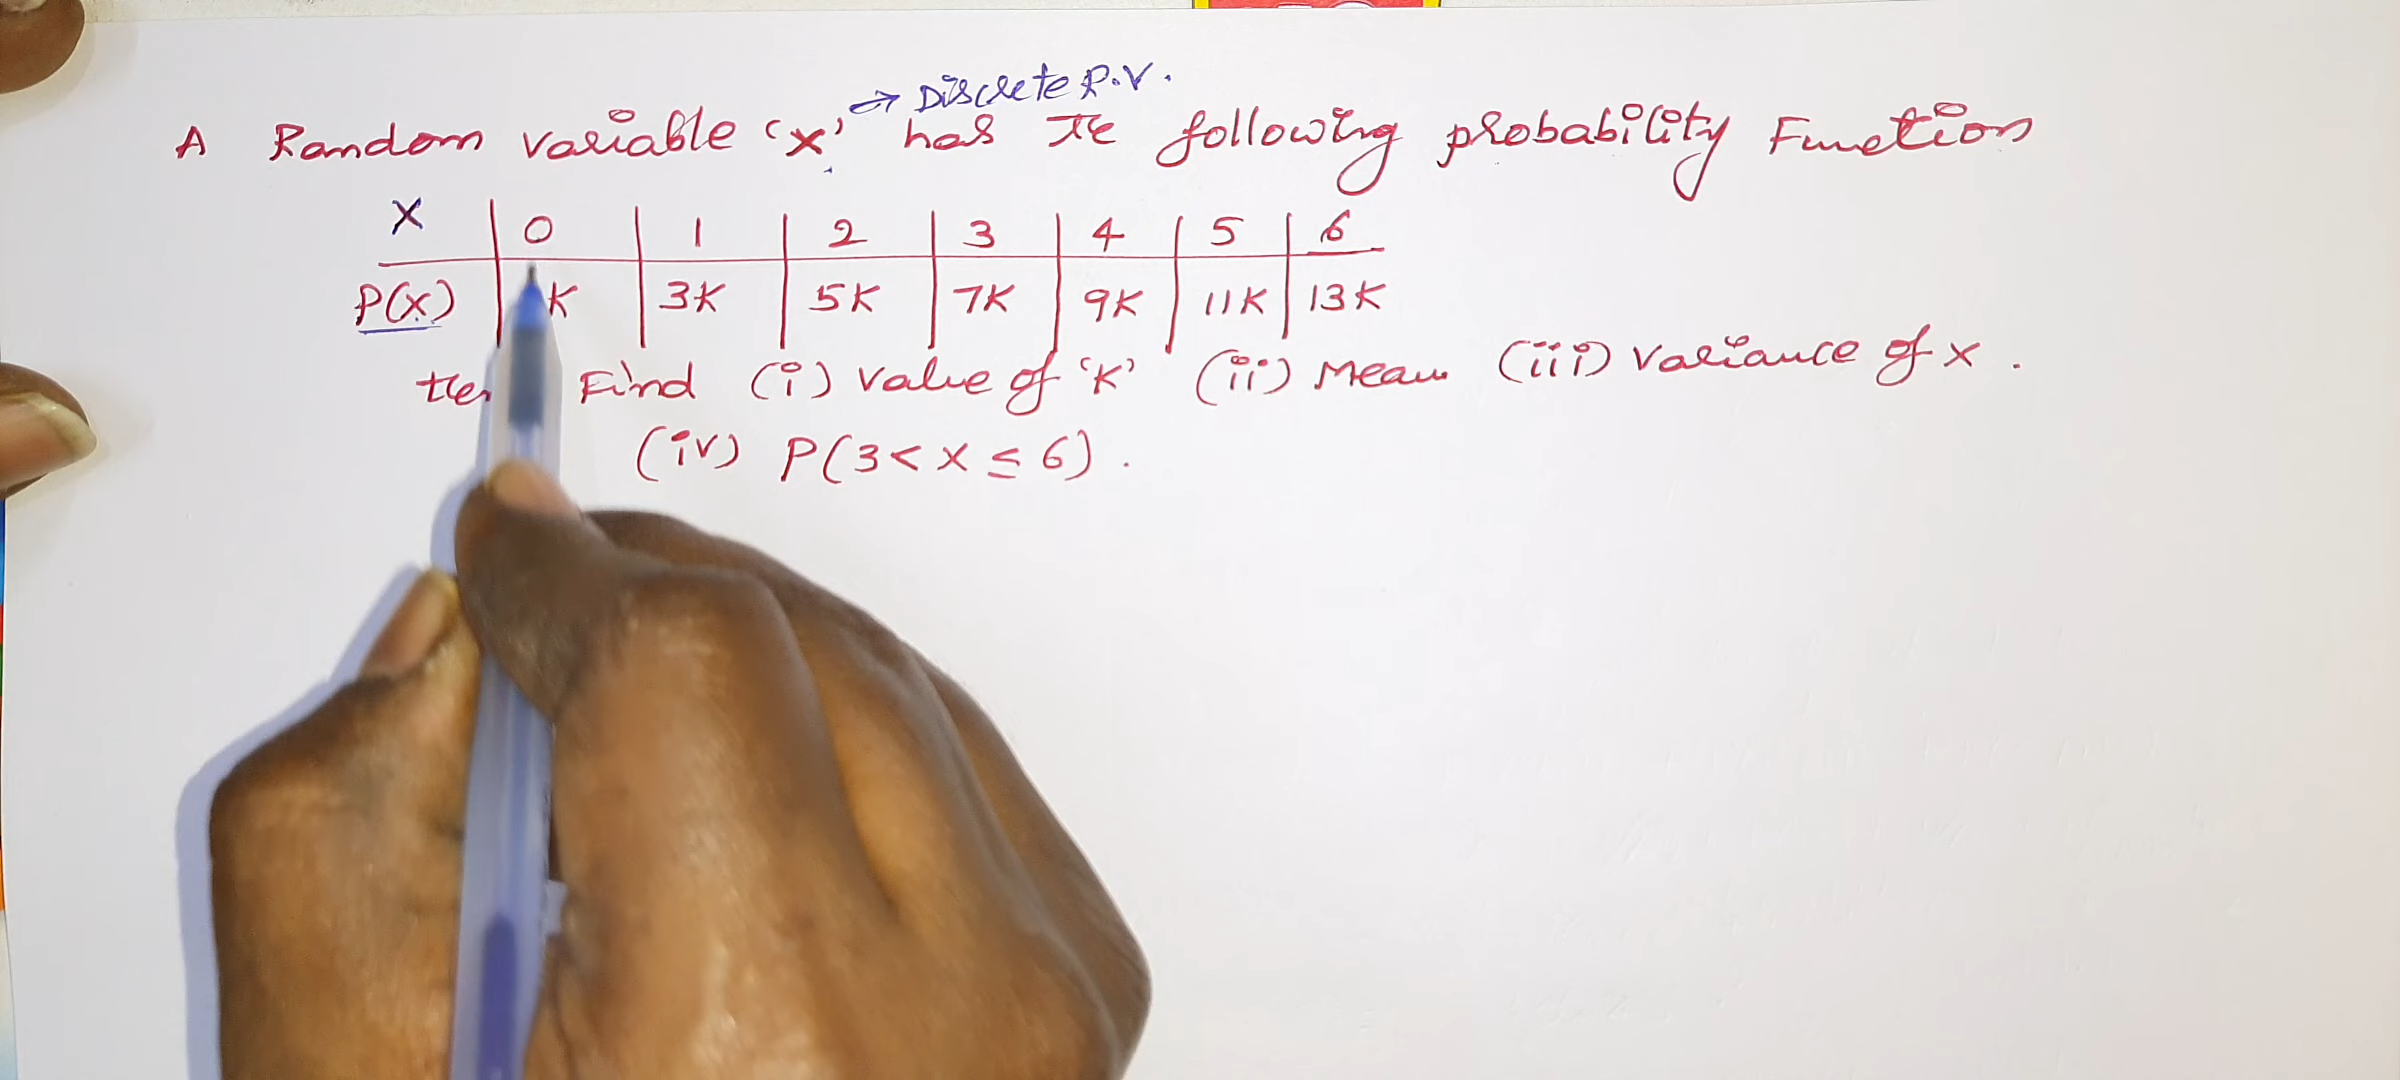 → Discrete R.V.
A Random variable 'x' has the following probability Function
X 0 1 2 3 4 5 6
P(x) K 3K 5K 7K 9K 11K 13K
then Find (i) value of 'K' (ii) Mean (iii) variance of x .
(iv) P(3 < x ≤ 6) .